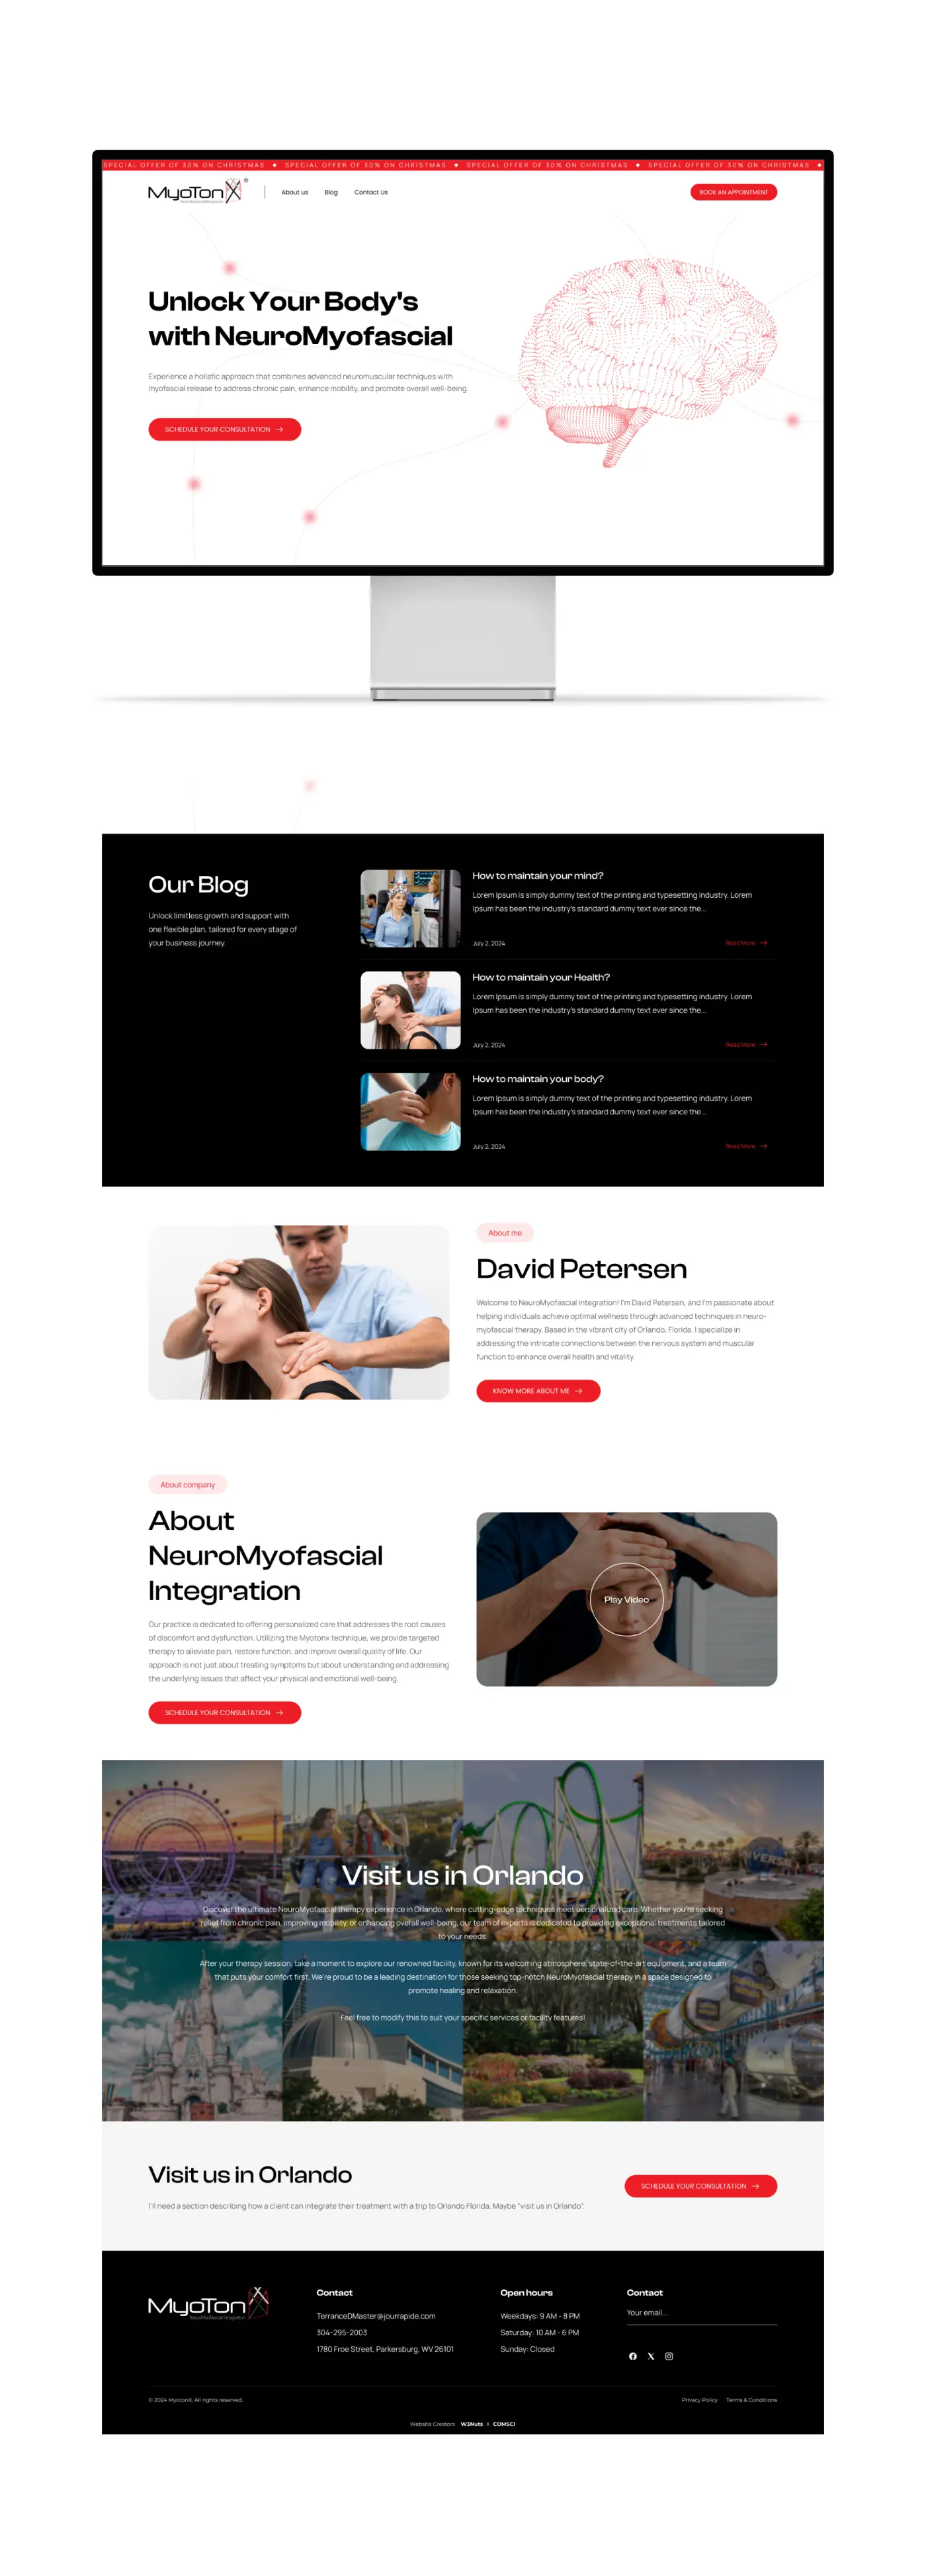 SPECIAL OFFER OF 30% ON CHRISTMAS ✦ SPECIAL OFFER OF 30% ON CHRISTMAS ✦ SPECIAL OFFER OF 30% ON CHRISTMAS ✦ SPECIAL OFFER OF 30% ON CHRISTMAS ✦
MyoTonX
NeuroMyofascial Integration
About us
Blog
Contact Us
BOOK AN APPOINTMENT
Unlock Your Body's
with NeuroMyofascial
Experience a holistic approach that combines advanced neuromuscular techniques with
myofascial release to address chronic pain, enhance mobility, and promote overall well-being.
SCHEDULE YOUR CONSULTATION →
Our Blog
Unlock limitless growth and support with
one flexible plan, tailored for every stage of
your business journey.
How to maintain your mind?
Lorem Ipsum is simply dummy text of the printing and typesetting industry. Lorem
Ipsum has been the industry's standard dummy text ever since the...
July 2, 2024
Read More →
How to maintain your Health?
Lorem Ipsum is simply dummy text of the printing and typesetting industry. Lorem
Ipsum has been the industry's standard dummy text ever since the...
July 2, 2024
Read More →
How to maintain your body?
Lorem Ipsum is simply dummy text of the printing and typesetting industry. Lorem
Ipsum has been the industry's standard dummy text ever since the...
July 2, 2024
Read More →
About me
David Petersen
Welcome to NeuroMyofascial Integration! I'm David Petersen, and I'm passionate about
helping individuals achieve optimal wellness through advanced techniques in neuro-
myofascial therapy. Based in the vibrant city of Orlando, Florida, I specialize in
addressing the intricate connections between the nervous system and muscular
function to enhance overall health and vitality.
KNOW MORE ABOUT ME →
About company
About
NeuroMyofascial
Integration
Our practice is dedicated to offering personalized care that addresses the root causes
of discomfort and dysfunction. Utilizing the Myotonx technique, we provide targeted
therapy to alleviate pain, restore function, and improve overall quality of life. Our
approach is not just about treating symptoms but about understanding and addressing
the underlying issues that affect your physical and emotional well-being.
SCHEDULE YOUR CONSULTATION →
Play Video
Visit us in Orlando
Discover the ultimate NeuroMyofascial therapy experience in Orlando, where cutting-edge techniques meet personalized care. Whether you're seeking
relief from chronic pain, improving mobility, or enhancing overall well-being, our team of experts is dedicated to providing exceptional treatments tailored
to your needs.
After your therapy session, take a moment to explore our renowned facility, known for its welcoming atmosphere, state-of-the-art equipment, and a team
that puts your comfort first. We're proud to be a leading destination for those seeking top-notch NeuroMyofascial therapy in a space designed to
promote healing and relaxation.
Feel free to modify this to suit your specific services or facility features!
Visit us in Orlando
I'll need a section describing how a client can integrate their treatment with a trip to Orlando Florida. Maybe "visit us in Orlando".
SCHEDULE YOUR CONSULTATION →
MyoTonX
NeuroMyofascial Integration
Contact
TerranceDMaster@jourrapide.com
304-295-2003
1780 Froe Street, Parkersburg, WV 26101
Open hours
Weekdays: 9 AM - 8 PM
Saturday: 10 AM - 6 PM
Sunday: Closed
Contact
Your email...
© 2024 MyotonX, All rights reserved.
Privacy Policy
Terms & Conditions
Website Creators W3Nuts X COMSCI